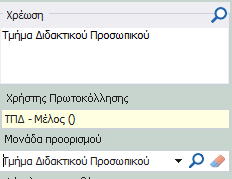 Χρέωση
Τμήμα Διδακτικού Προσωπικού
Χρήστης Πρωτοκόλλησης
ΤΠΔ - Μέλος ()
Μονάδα προορισμού
Τμήμα Διδακτικού Προσωπικού